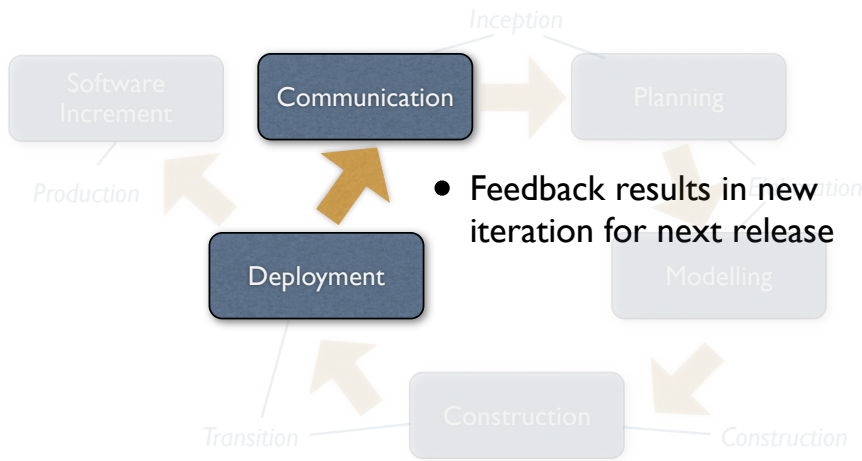 Inception
Software
Increment
Communication
Planning
Production
Elaboration
• Feedback results in new
iteration for next release
Deployment
Modelling
Construction
Transition
Construction